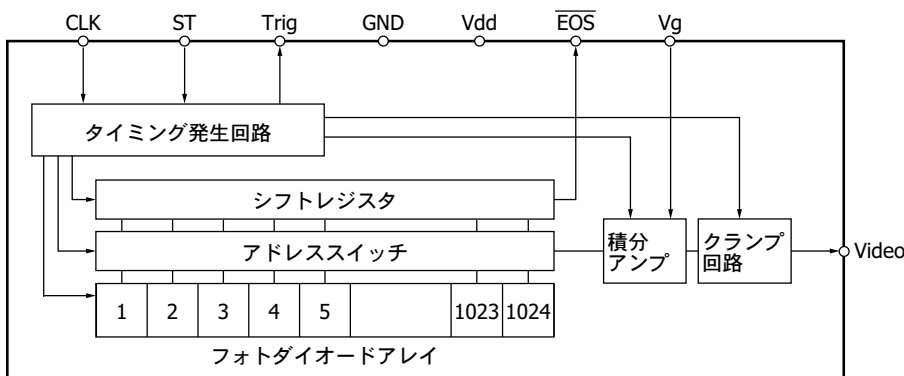 CLK ST Trig GND Vdd EOS Vg
タイミング発生回路
シフトレジスタ
アドレススイッチ
積分
アンプ
クランプ
回路
Video
1 2 3 4 5 1023 1024
フォトダイオードアレイ